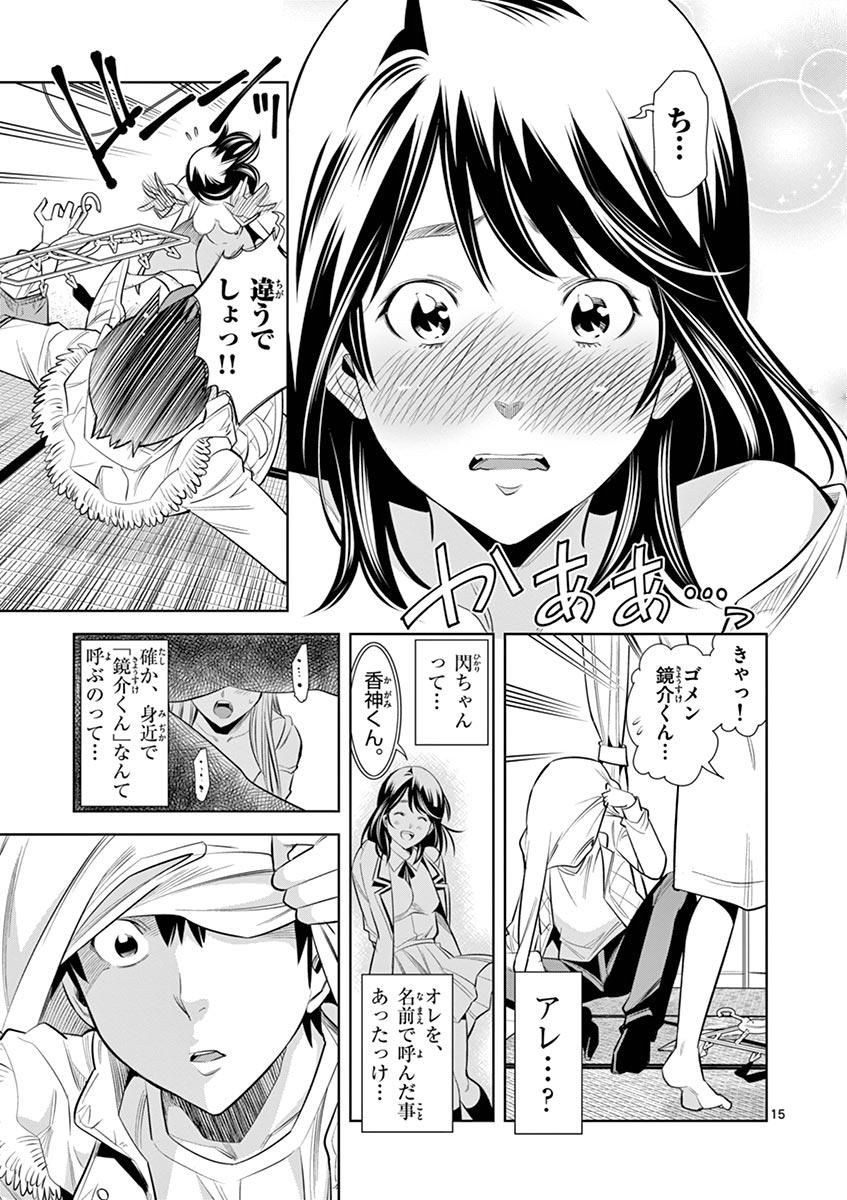 ち…
かあぁ…ッ
ドーンッ
違うで
しょっ!!
きゃっ!
ゴメン
鏡介くん…
アレ…?
閃ちゃん
って…
香神くん。
オレを、
名前で呼んだ事
あったっけ…
…
確か、身近で
「鏡介くん」なんて
呼ぶのって…
…
15